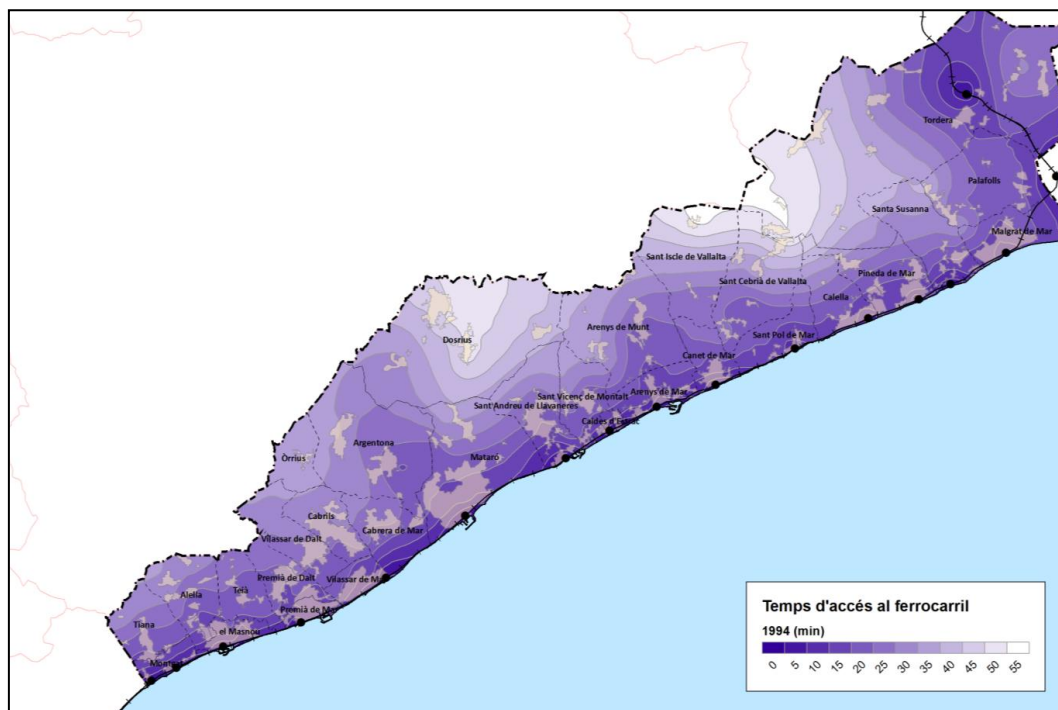 Tordera
Palafolls
Santa Susanna
Malgrat de Mar
Sant Iscle de Vallalta
Sant Cebrià de Vallalta
Pineda de Mar
Calella
Arenys de Munt
Sant Pol de Mar
Dosrius
Canet de Mar
Sant Vicenç de Montalt
Arenys de Mar
Sant Andreu de Llavaneres
Caldes d'Estrac
Argentona
Òrrius
Mataró
Cabrils
Cabrera de Mar
Vilassar de Dalt
Premià de Dalt
Vilassar de Mar
Teià
Alella
Premià de Mar
Tiana
el Masnou
Montgat
Temps d'accés al ferrocarril
1994 (min)
0 5 10 15 20 25 30 35 40 45 50 55